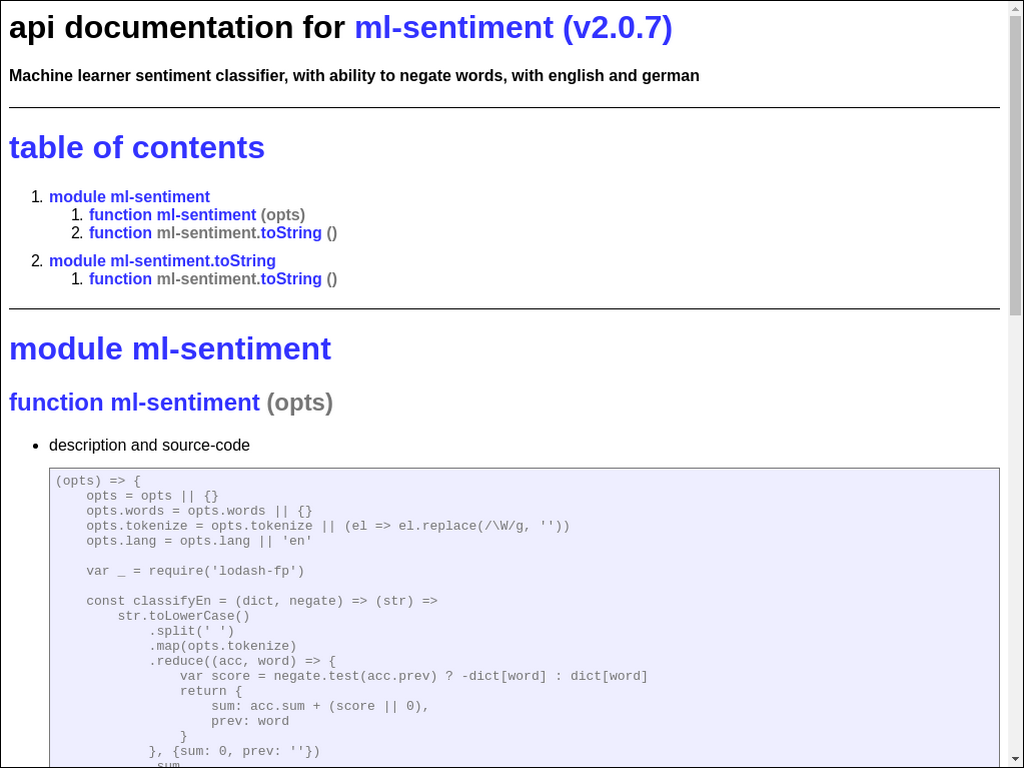 api documentation for ml-sentiment (v2.0.7)
Machine learner sentiment classifier, with ability to negate words, with english and german
table of contents
1. module ml-sentiment
1. function ml-sentiment (opts)
2. function ml-sentiment.toString ()
2. module ml-sentiment.toString
1. function ml-sentiment.toString ()
module ml-sentiment
function ml-sentiment (opts)
• description and source-code
(opts) => {
    opts = opts || {}
    opts.words = opts.words || {}
    opts.tokenize = opts.tokenize || (el => el.replace(/\W/g, ''))
    opts.lang = opts.lang || 'en'
    var _ = require('lodash-fp')
    const classifyEn = (dict, negate) => (str) =>
        str.toLowerCase()
            .split(' ')
            .map(opts.tokenize)
            .reduce((acc, word) => {
                var score = negate.test(acc.prev) ? -dict[word] : dict[word]
                return {
                    sum: acc.sum + (score || 0),
                    prev: word
                }
            }, {sum: 0, prev: ''})
            .sum